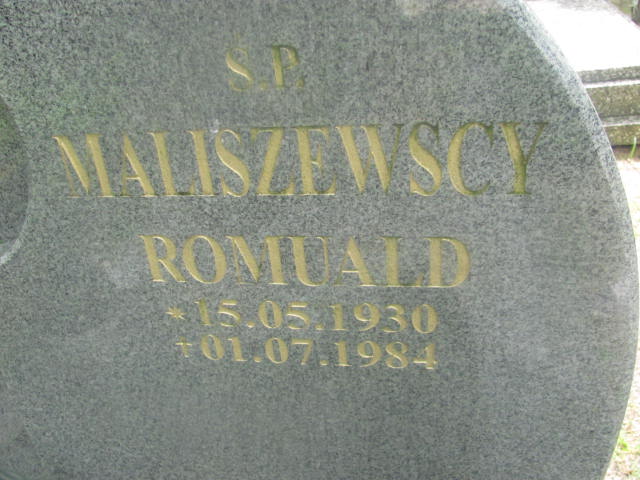 S.P.
MALISZEWSCY
ROMUALD
*15.05.1930
†01.07.1984